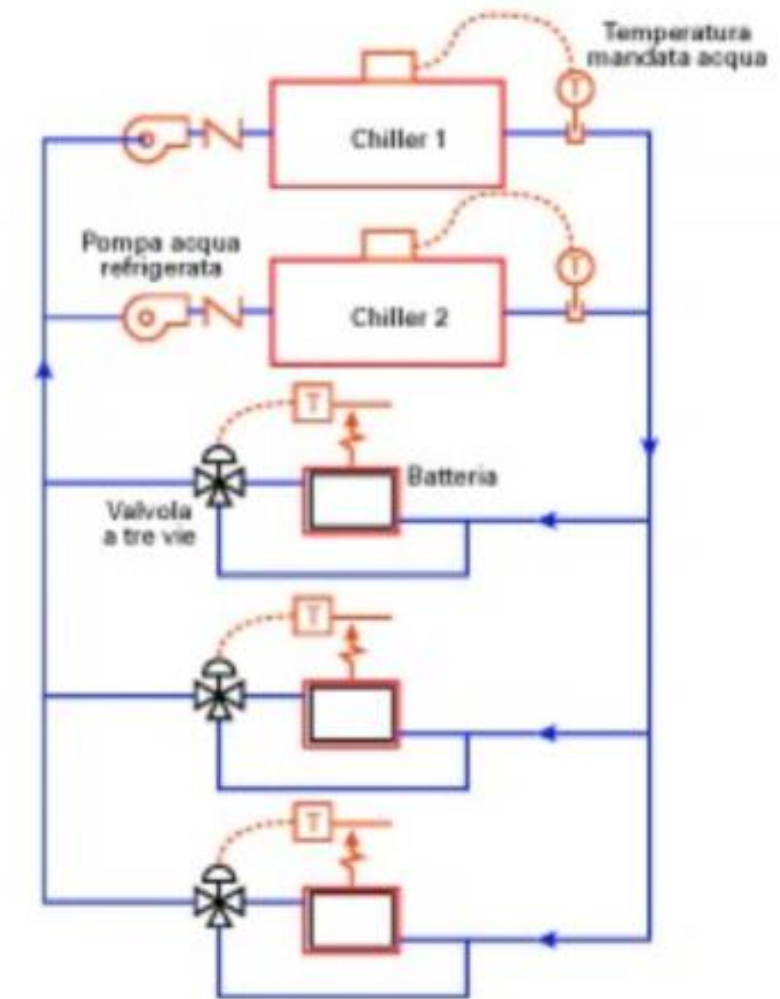 Temperatura
mandata acqua
T
Chiller 1
Pompa acqua
refrigerata
T
Chiller 2
T
Batteria
Valvola
a tre vie
T
T